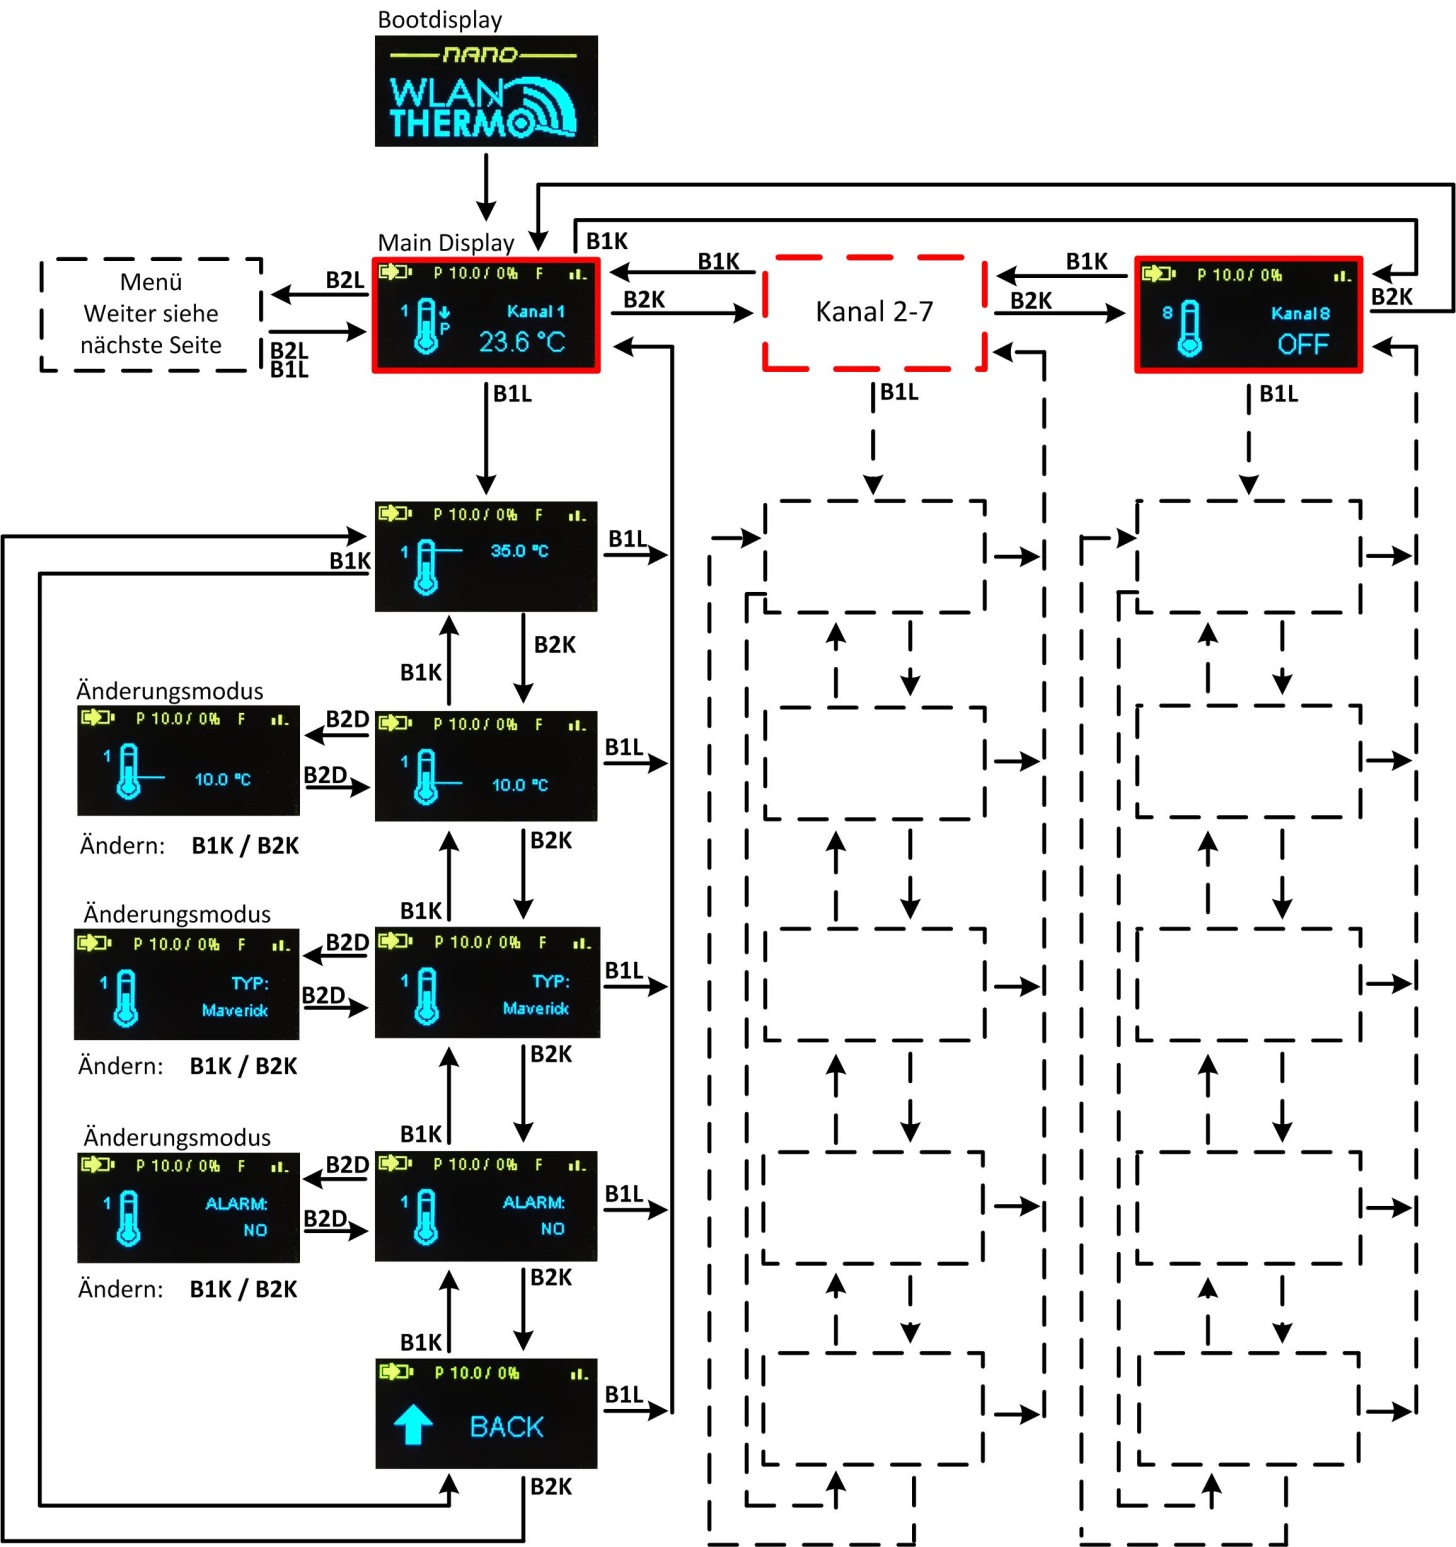 Bootdisplay
NANO
WLAN
THERMO
Main Display
B1K
P 10.0 / 0% F
1 P Kanal 1
23.6 °C
Menü
Weiter siehe
nächste Seite
B2L
B2L
B1L
B1K
B2K
Kanal 2-7
B1K
B2K
P 10.0 / 0%
8 Kanal 8
OFF
B2K
B1L
B1L
B1L
P 10.0 / 0% F
1 35.0 °C
B1L
B1K
B2K
B1K
Änderungsmodus
P 10.0 / 0% F
1 10.0 °C
B2D
B2D
P 10.0 / 0% F
1 10.0 °C
B1L
Ändern: B1K / B2K
B2K
B1K
Änderungsmodus
P 10.0 / 0% F
1 TYP:
Maverick
B2D
B2D
P 10.0 / 0% F
1 TYP:
Maverick
B1L
Ändern: B1K / B2K
B2K
B1K
Änderungsmodus
P 10.0 / 0% F
1 ALARM:
NO
B2D
B2D
P 10.0 / 0% F
1 ALARM:
NO
B1L
Ändern: B1K / B2K
B2K
B1K
P 10.0 / 0%
BACK
B1L
B2K